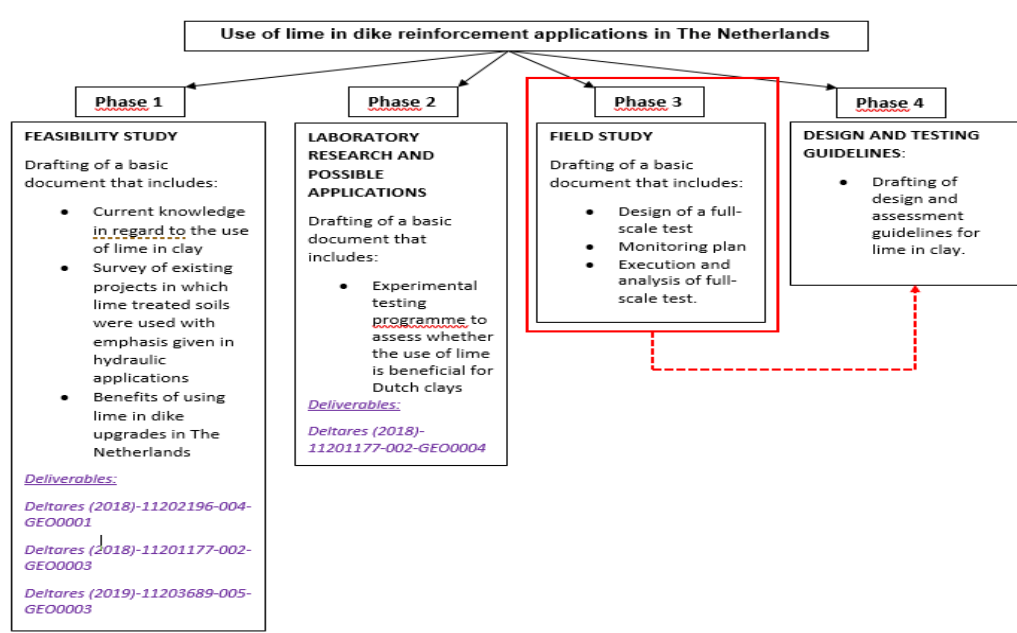 Use of lime in dike reinforcement applications in The Netherlands
Phase 1
FEASIBILITY STUDY
Drafting of a basic
document that includes:
• Current knowledge
in regard to the use
of lime in clay
• Survey of existing
projects in which
lime treated soils
were used with
emphasis given in
hydraulic
applications
• Benefits of using
lime in dike
upgrades in The
Netherlands
Deliverables:
Deltares (2018)-11202196-004-
GEO0001
Deltares (2018)-11201177-002-
GEO0003
Deltares (2019)-11203689-005-
GEO0003
Phase 2
LABORATORY
RESEARCH AND
POSSIBLE
APPLICATIONS
Drafting of a basic
document that
includes:
• Experimental
testing
programme to
assess whether
the use of lime
is beneficial for
Dutch clays
Deliverables:
Deltares (2018)-
11201177-002-GEO0004
Phase 3
FIELD STUDY
Drafting of a basic
document that includes:
• Design of a full-
scale test
• Monitoring plan
• Execution and
analysis of full-
scale test.
Phase 4
DESIGN AND TESTING
GUIDELINES:
• Drafting of
design and
assessment
guidelines for
lime in clay.